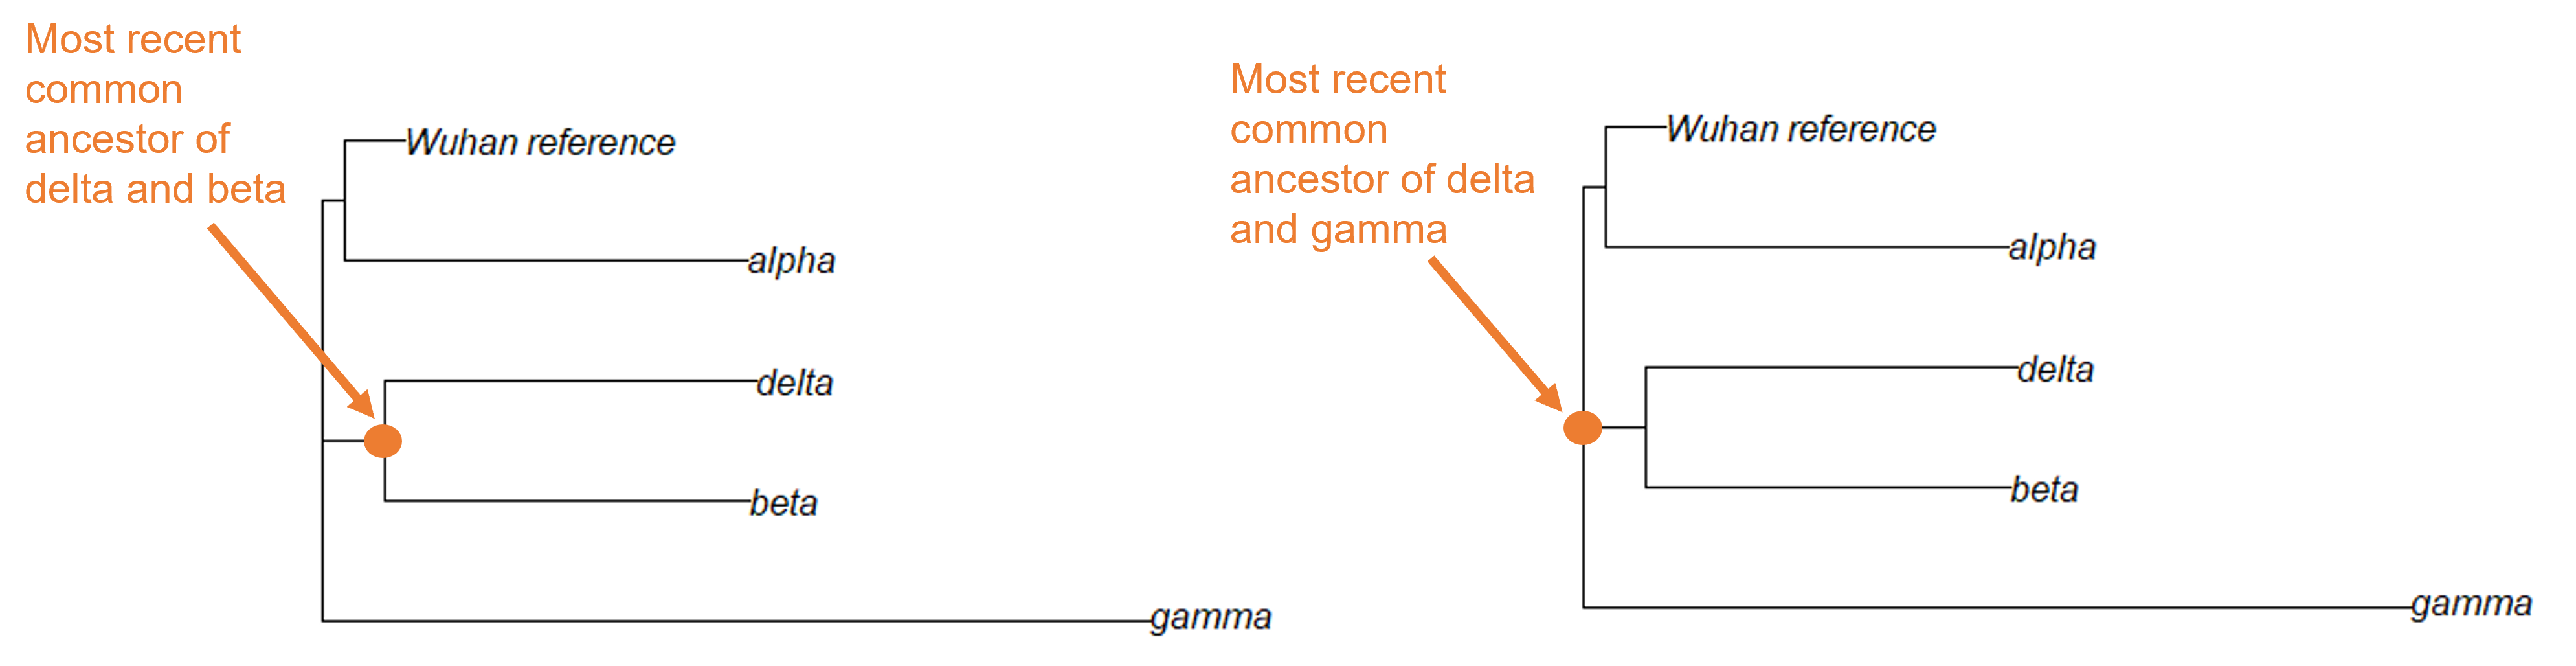 Most recent
common
ancestor of
delta and beta
Wuhan reference
alpha
delta
beta
gamma
Most recent
common
ancestor of delta
and gamma
Wuhan reference
alpha
delta
beta
gamma